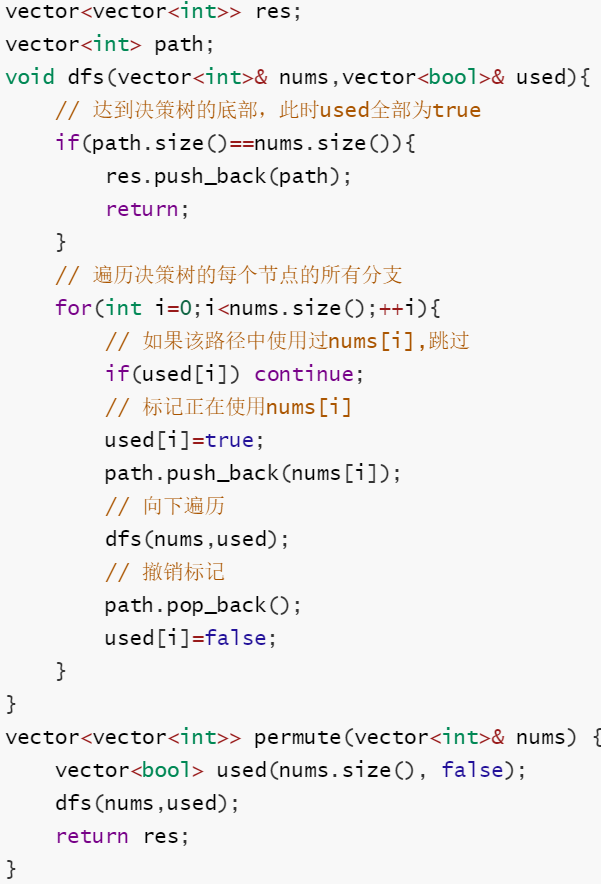 vector<vector<int>> res;
vector<int> path;
void dfs(vector<int>& nums,vector<bool>& used){
    // 达到决策树的底部，此时used全部为true
    if(path.size()==nums.size()){
        res.push_back(path);
        return;
    }
    // 遍历决策树的每个节点的所有分支
    for(int i=0;i<nums.size();++i){
        // 如果该路径中使用过nums[i],跳过
        if(used[i]) continue;
        // 标记正在使用nums[i]
        used[i]=true;
        path.push_back(nums[i]);
        // 向下遍历
        dfs(nums,used);
        // 撤销标记
        path.pop_back();
        used[i]=false;
    }
}
vector<vector<int>> permute(vector<int>& nums) {
    vector<bool> used(nums.size(), false);
    dfs(nums,used);
    return res;
}